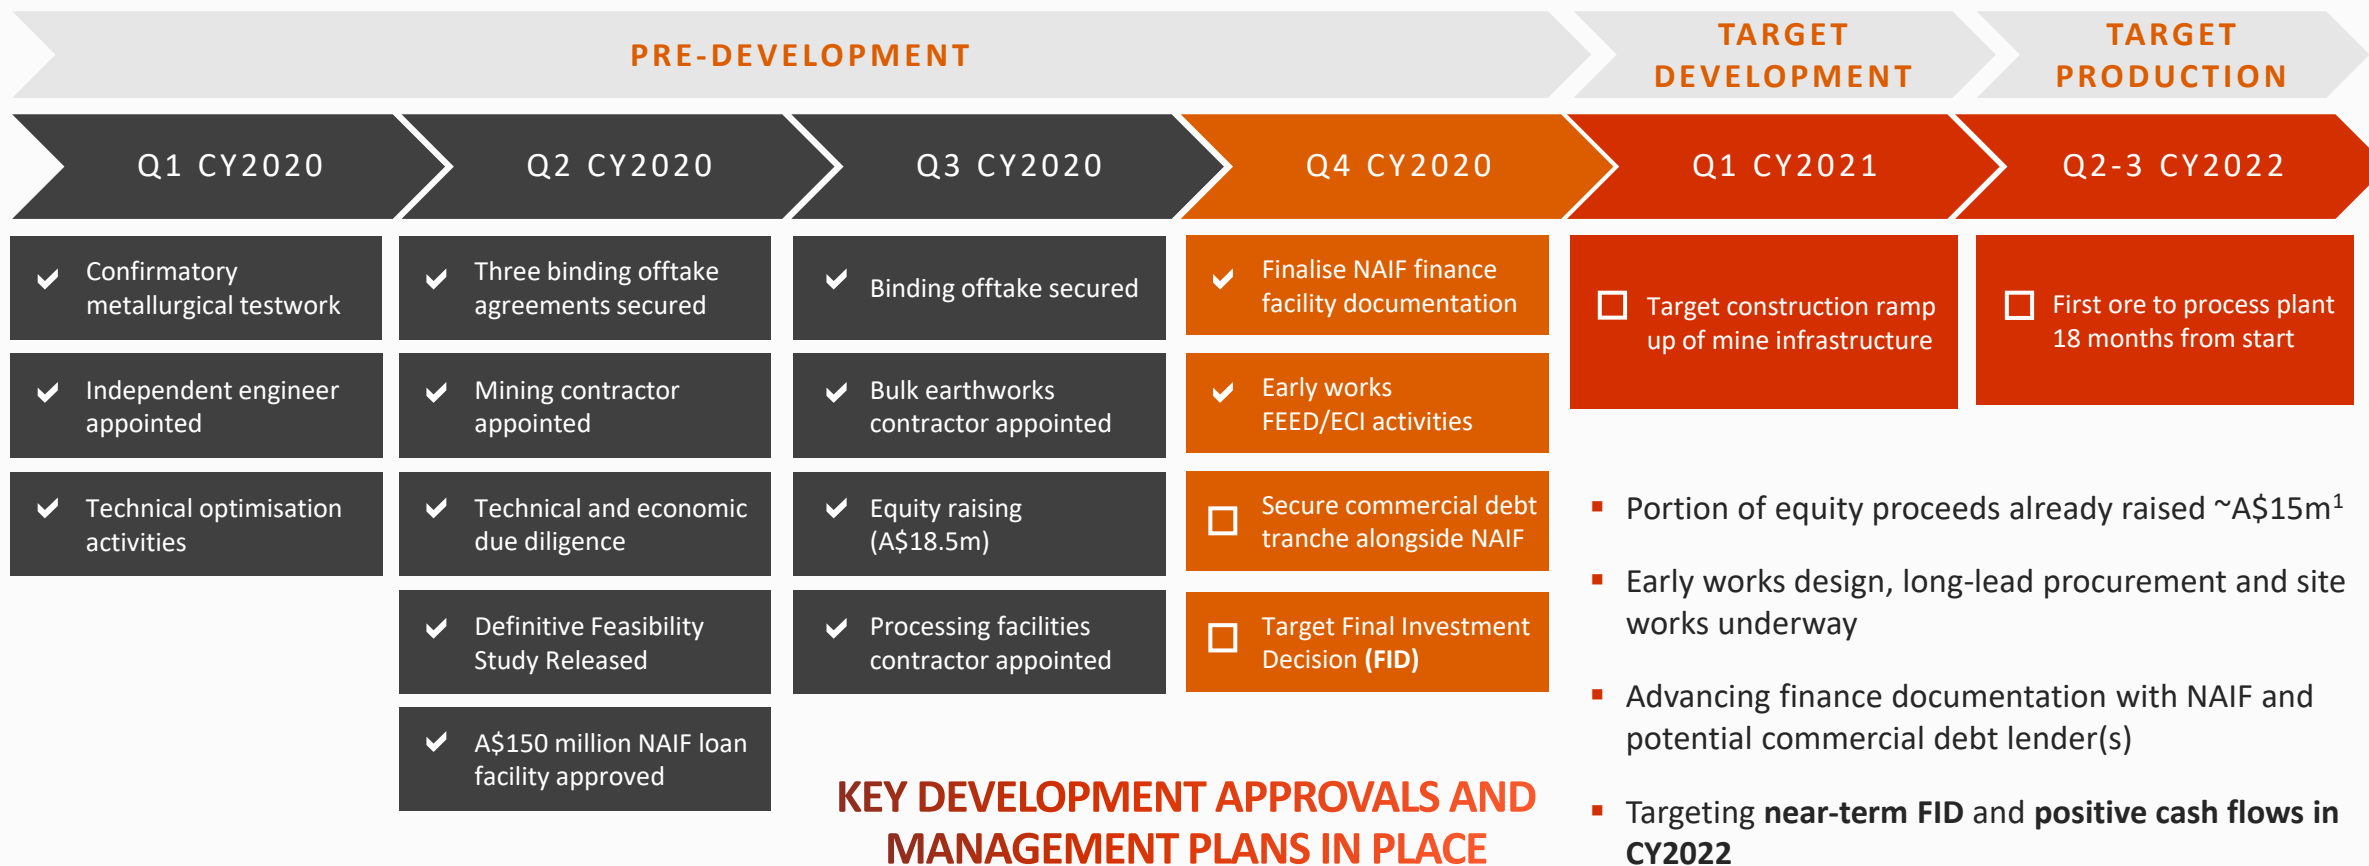 PRE-DEVELOPMENT
TARGET
DEVELOPMENT
TARGET
PRODUCTION
Q1 CY2020
Q2 CY2020
Q3 CY2020
Q4 CY2020
Q1 CY2021
Q2-3 CY2022
Confirmatory
metallurgical testwork
Independent engineer
appointed
Technical optimisation
activities
Three binding offtake
agreements secured
Mining contractor
appointed
Technical and economic
due diligence
Definitive Feasibility
Study Released
A$150 million NAIF loan
facility approved
Binding offtake secured
Bulk earthworks
contractor appointed
Equity raising
(A$18.5m)
Processing facilities
contractor appointed
Finalise NAIF finance
facility documentation
Early works
FEED/ECI activities
Secure commercial debt
tranche alongside NAIF
Target Final Investment
Decision (FID)
Target construction ramp
up of mine infrastructure
First ore to process plant
18 months from start
▪ Portion of equity proceeds already raised ~A$15m¹
▪ Early works design, long-lead procurement and site
works underway
▪ Advancing finance documentation with NAIF and
potential commercial debt lender(s)
▪ Targeting near-term FID and positive cash flows in
CY2022
KEY DEVELOPMENT APPROVALS AND
MANAGEMENT PLANS IN PLACE